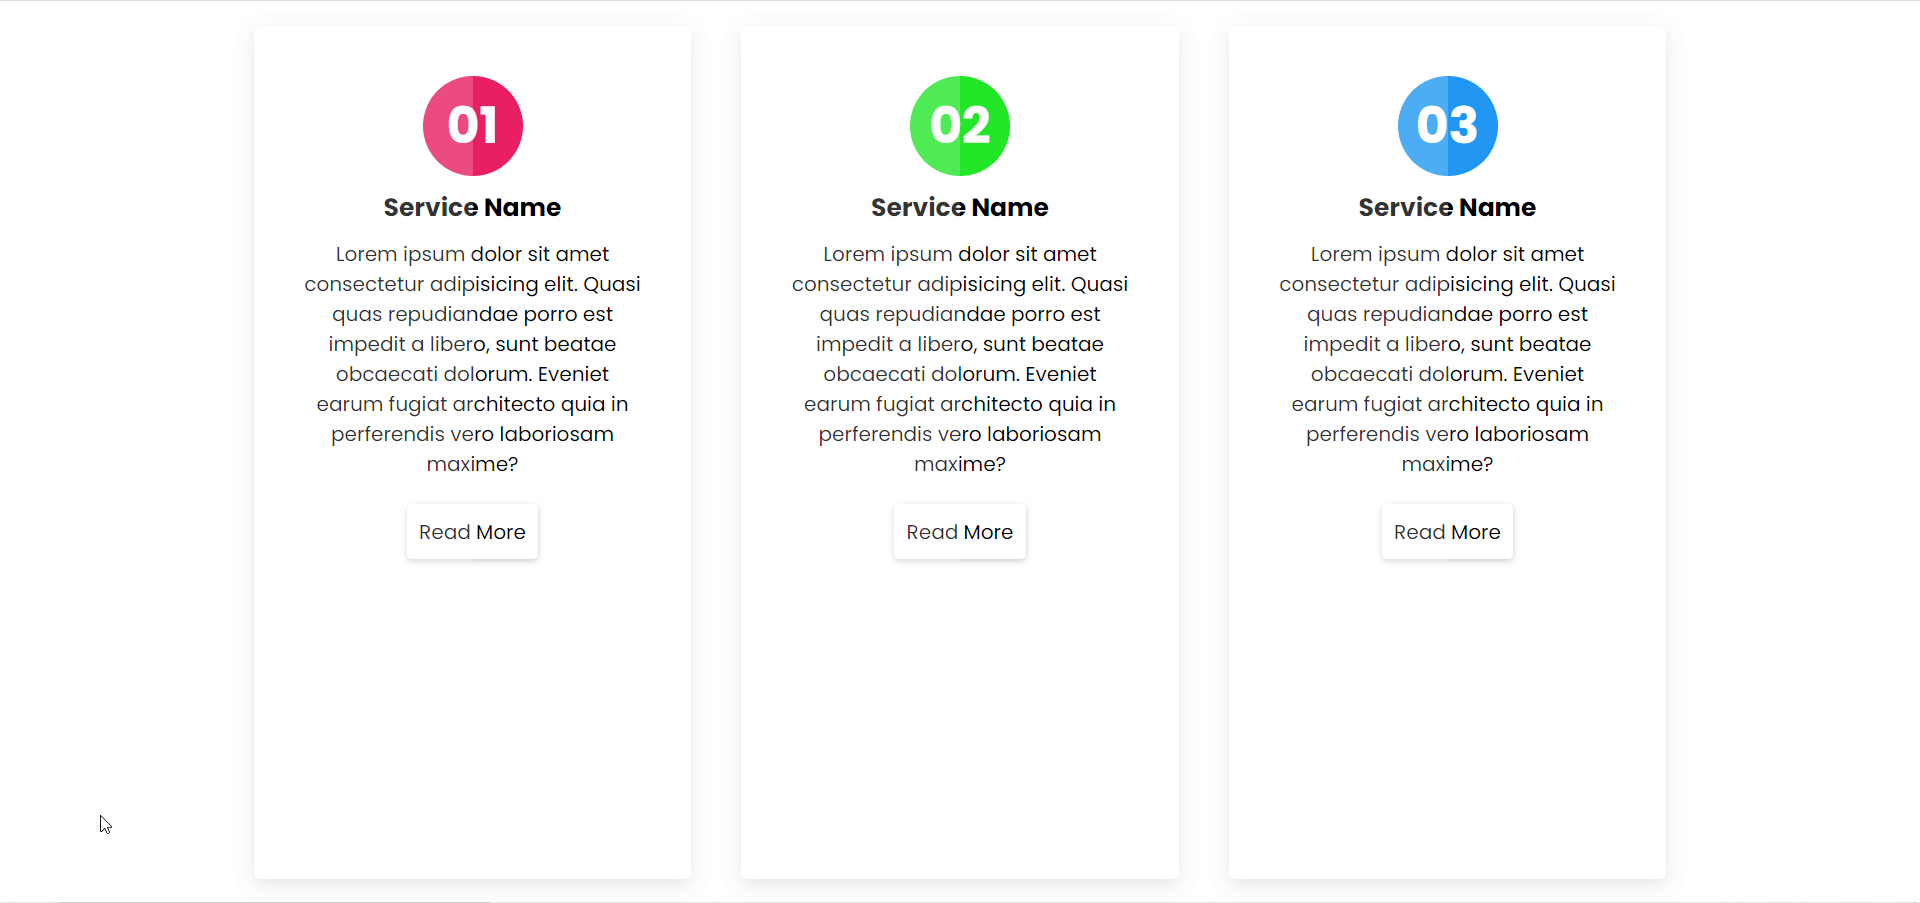 01
Service Name
Lorem ipsum dolor sit amet
consectetur adipisicing elit. Quasi
quas repudiandae porro est
impedit a libero, sunt beatae
obcaecati dolorum. Eveniet
earum fugiat architecto quia in
perferendis vero laboriosam
maxime?
Read More
02
Service Name
Lorem ipsum dolor sit amet
consectetur adipisicing elit. Quasi
quas repudiandae porro est
impedit a libero, sunt beatae
obcaecati dolorum. Eveniet
earum fugiat architecto quia in
perferendis vero laboriosam
maxime?
Read More
03
Service Name
Lorem ipsum dolor sit amet
consectetur adipisicing elit. Quasi
quas repudiandae porro est
impedit a libero, sunt beatae
obcaecati dolorum. Eveniet
earum fugiat architecto quia in
perferendis vero laboriosam
maxime?
Read More